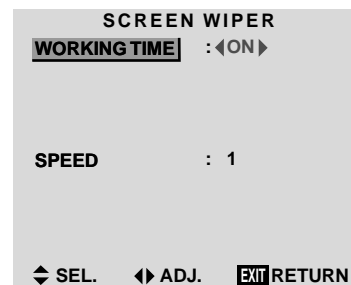 SCREEN WIPER
WORKING TIME : ◀ON▶
SPEED : 1
SEL. ADJ. EXIT RETURN